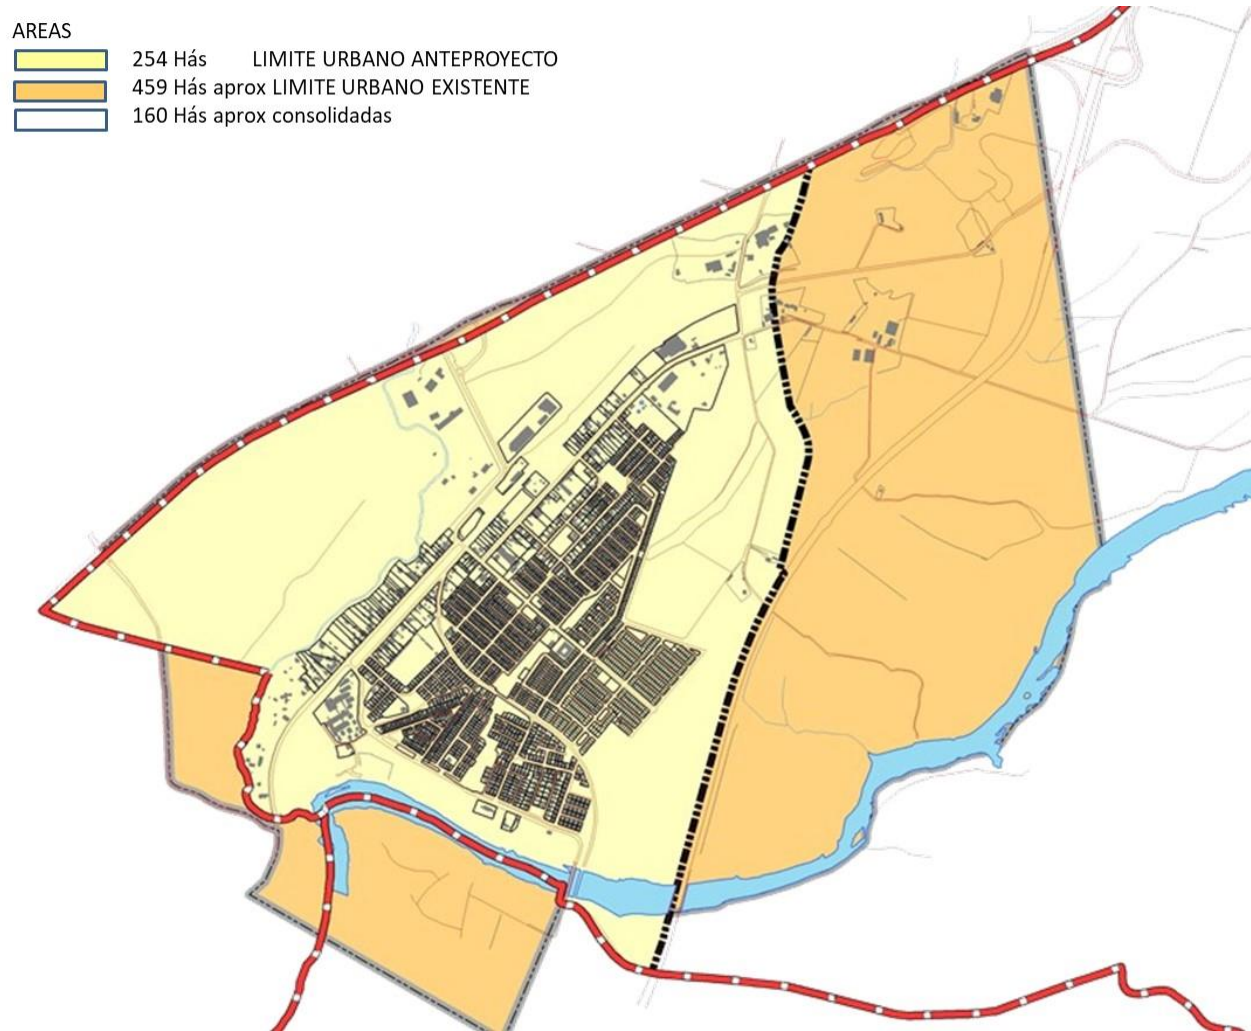 AREAS
254 Hás LIMITE URBANO ANTEPROYECTO
459 Hás aprox LIMITE URBANO EXISTENTE
160 Hás aprox consolidadas